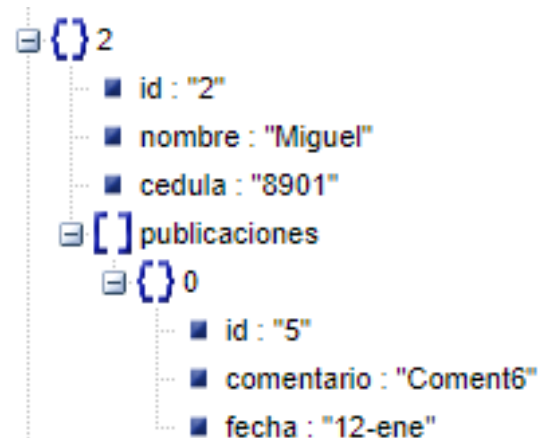 {} 2
id : "2"
nombre : "Miguel"
cedula : "8901"
[ ] publicaciones
{} 0
id : "5"
comentario : "Coment6"
fecha : "12-ene"